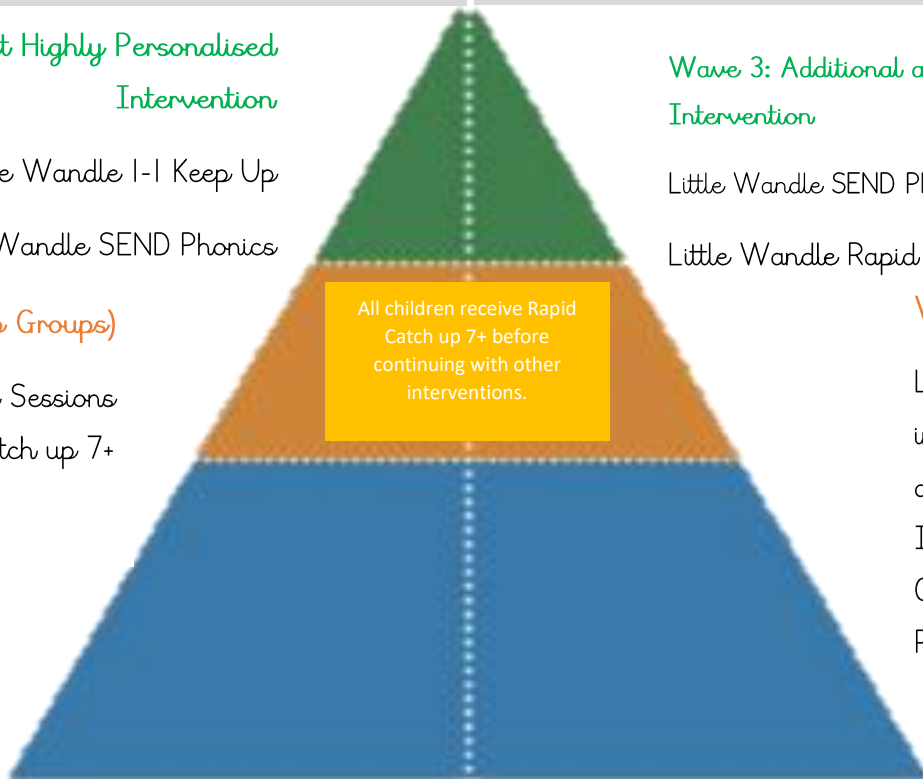 t Highly Personalised
Intervention
e Wandle 1-1 Keep Up
Wandle SEND Phonics
Groups)
Sessions
tch up 7+
All children receive Rapid
Catch up 7+ before
continuing with other
interventions.
Wave 3: Additional a
Intervention
Little Wandle SEND P
Little Wandle Rapid